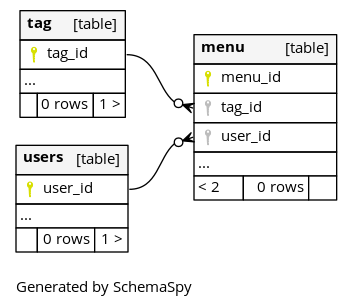 tag [table]
tag_id
...
0 rows 1 >
menu [table]
menu_id
tag_id
user_id
...
< 2 0 rows
users [table]
user_id
...
0 rows 1 >
Generated by SchemaSpy